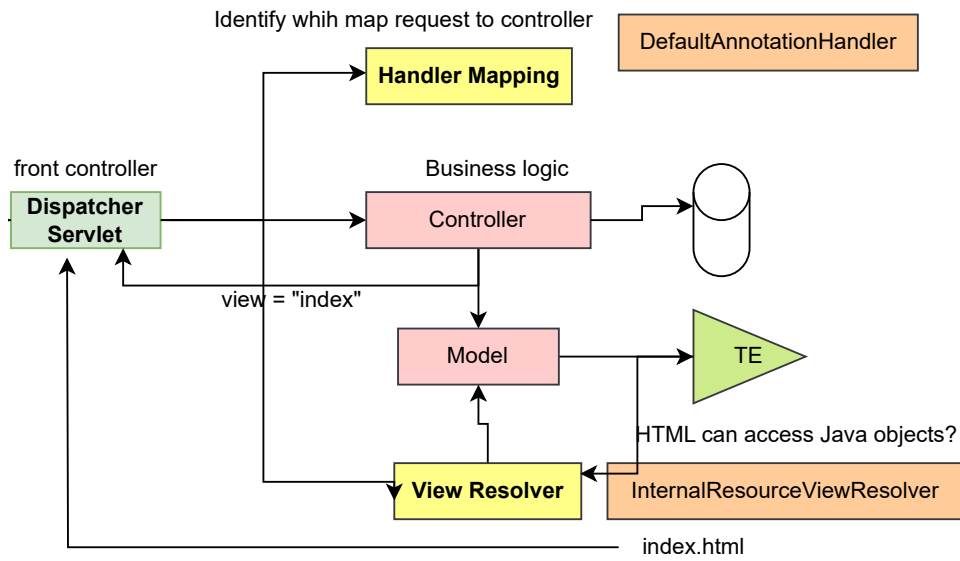 Identify whih map request to controller
DefaultAnnotationHandler
Handler Mapping
front controller
Business logic
Dispatcher
Servlet
Controller
view = "index"
Model
TE
HTML can access Java objects?
View Resolver
InternalResourceViewResolver
index.html